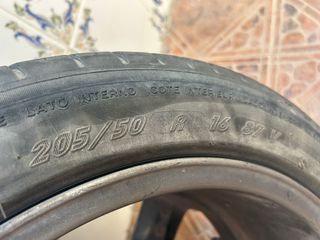 LATO INTERNO COTE INTERIEUR
205/50 R 16 87 V